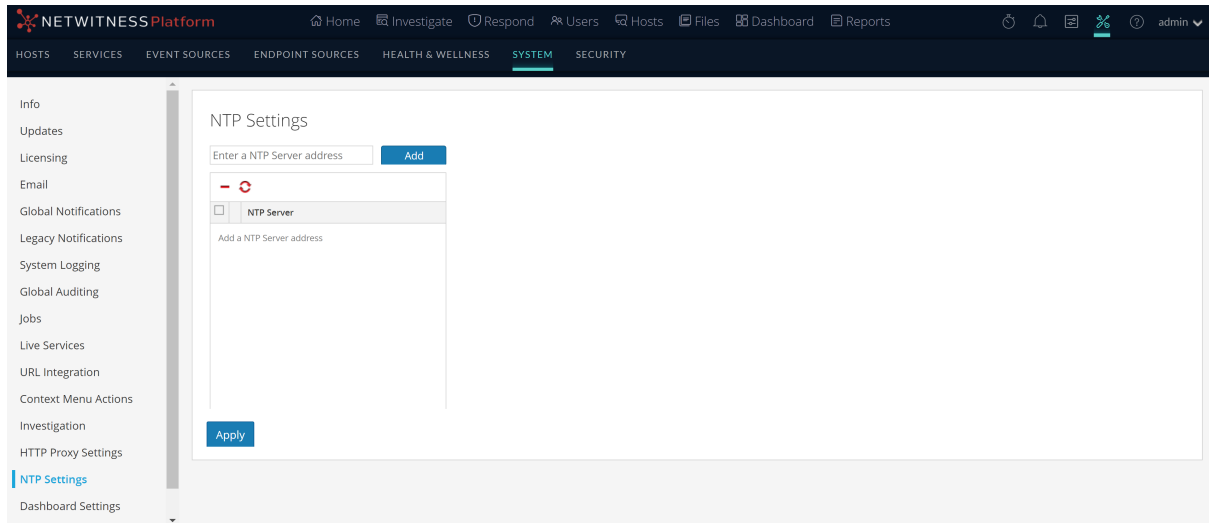 NETWITNESS Platform Home Investigate Respond Users Hosts Files Dashboard Reports admin
HOSTS SERVICES EVENT SOURCES ENDPOINT SOURCES HEALTH & WELLNESS SYSTEM SECURITY
Info
Updates
Licensing
Email
Global Notifications
Legacy Notifications
System Logging
Global Auditing
Jobs
Live Services
URL Integration
Context Menu Actions
Investigation
HTTP Proxy Settings
NTP Settings
Dashboard Settings
NTP Settings
Enter a NTP Server address Add
NTP Server
Add a NTP Server address
Apply